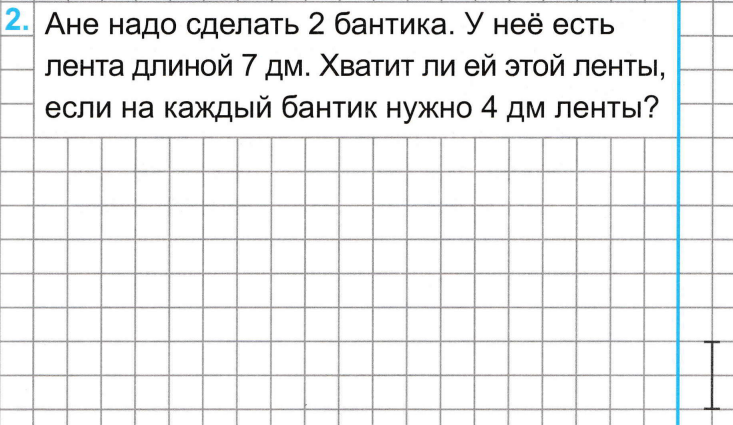 2. Ане надо сделать 2 бантика. У неё есть
лента длиной 7 дм. Хватит ли ей этой ленты,
если на каждый бантик нужно 4 дм ленты?